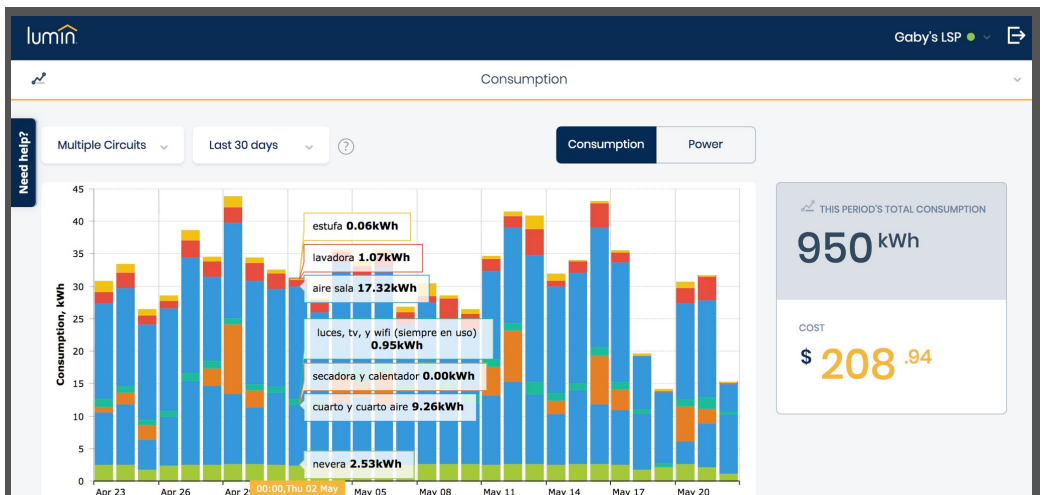 lumin
Gaby's LSP
Consumption
Need help?
Multiple Circuits
Last 30 days
?
Consumption
Power
THIS PERIOD'S TOTAL CONSUMPTION
950 kWh
COST
$ 208.94
Consumption, kWh
45
40
35
30
25
20
15
10
5
0
estufa 0.06kWh
lavadora 1.07kWh
aire sala 17.32kWh
luces, tv, y wifi (siempre en uso)
0.95kWh
secadora y calentador 0.00kWh
cuarto y cuarto aire 9.26kWh
nevera 2.53kWh
Apr 23
Apr 26
Apr 2
00:00,Thu 02 May
May 05
May 08
May 11
May 14
May 17
May 20